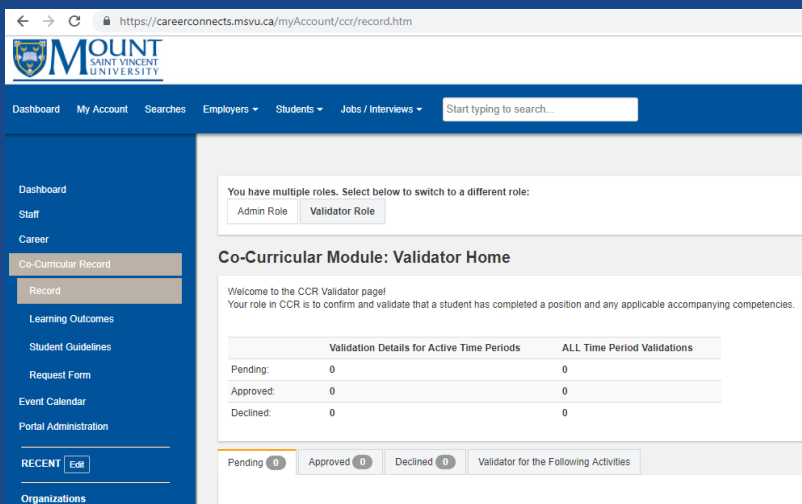 https://careerconnects.msvu.ca/myAccount/ccr/record.htm
MOUNT
SAINT VINCENT
UNIVERSITY
Dashboard My Account Searches Employers Students Jobs / Interviews Start typing to search...
Dashboard
Staff
Career
Co-Curricular Record
Record
Learning Outcomes
Student Guidelines
Request Form
Event Calendar
Portal Administration
RECENT Edit
Organizations
You have multiple roles. Select below to switch to a different role:
Admin Role Validator Role
Co-Curricular Module: Validator Home
Welcome to the CCR Validator page!
Your role in CCR is to confirm and validate that a student has completed a position and any applicable accompanying competencies.
Validation Details for Active Time Periods ALL Time Period Validations
Pending: 0 0
Approved: 0 0
Declined: 0 0
Pending 0 Approved 0 Declined 0 Validator for the Following Activities